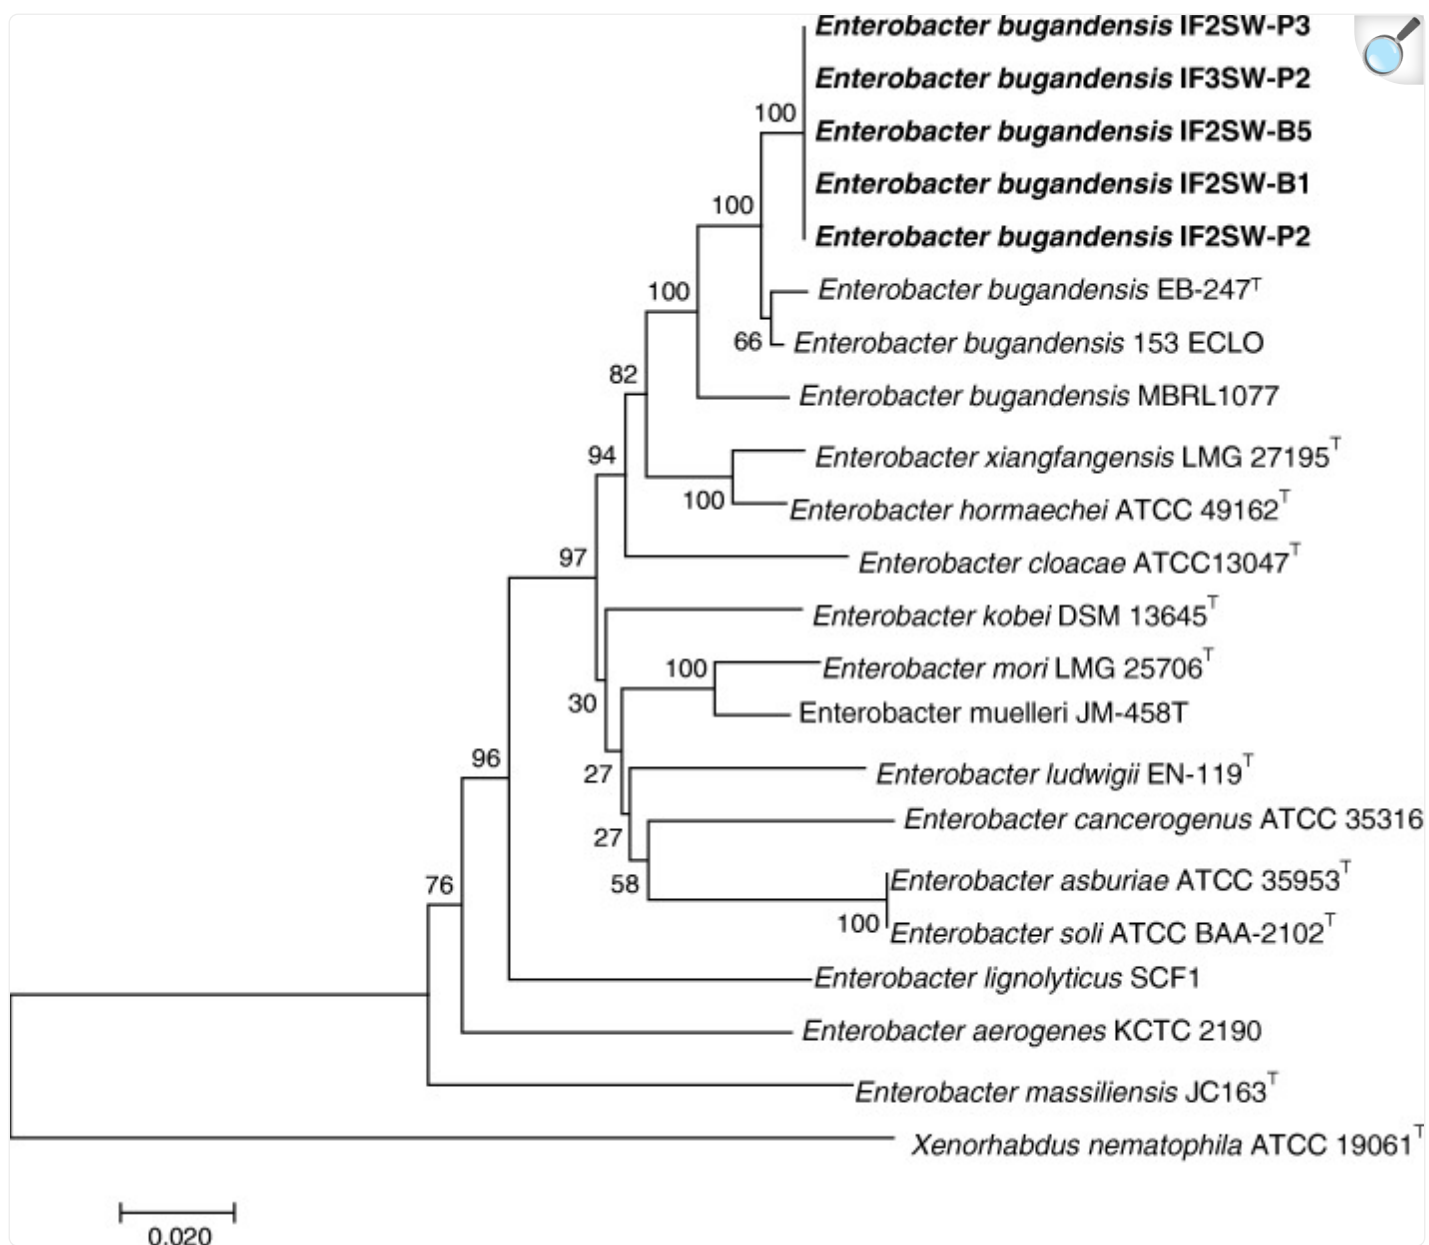 Enterobacter bugandensis IF2SW-P3
Enterobacter bugandensis IF3SW-P2
100
Enterobacter bugandensis IF2SW-B5
Enterobacter bugandensis IF2SW-B1
100
Enterobacter bugandensis IF2SW-P2
100
Enterobacter bugandensis EB-247ᵀ
66
Enterobacter bugandensis 153 ECLO
82
Enterobacter bugandensis MBRL1077
94
Enterobacter xiangfangensis LMG 27195ᵀ
100
Enterobacter hormaechei ATCC 49162ᵀ
97
Enterobacter cloacae ATCC13047ᵀ
Enterobacter kobei DSM 13645ᵀ
100
Enterobacter mori LMG 25706ᵀ
30
Enterobacter muelleri JM-458T
96
27
Enterobacter ludwigii EN-119ᵀ
Enterobacter cancerogenus ATCC 35316
27
76
58
Enterobacter asburiae ATCC 35953ᵀ
100
Enterobacter soli ATCC BAA-2102ᵀ
Enterobacter lignolyticus SCF1
Enterobacter aerogenes KCTC 2190
Enterobacter massiliensis JC163ᵀ
Xenorhabdus nematophila ATCC 19061ᵀ
0.020